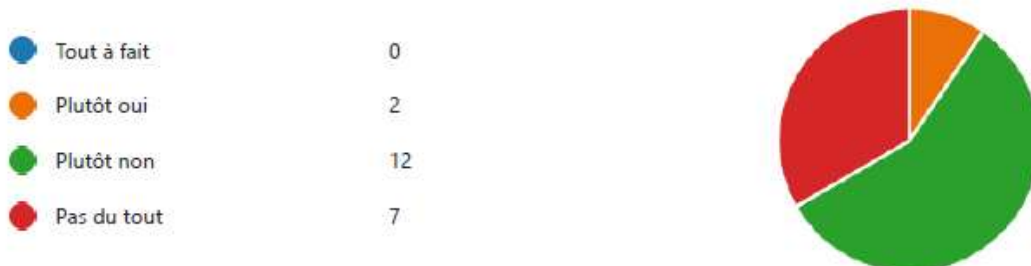 Tout à fait 0
Plutôt oui 2
Plutôt non 12
Pas du tout 7